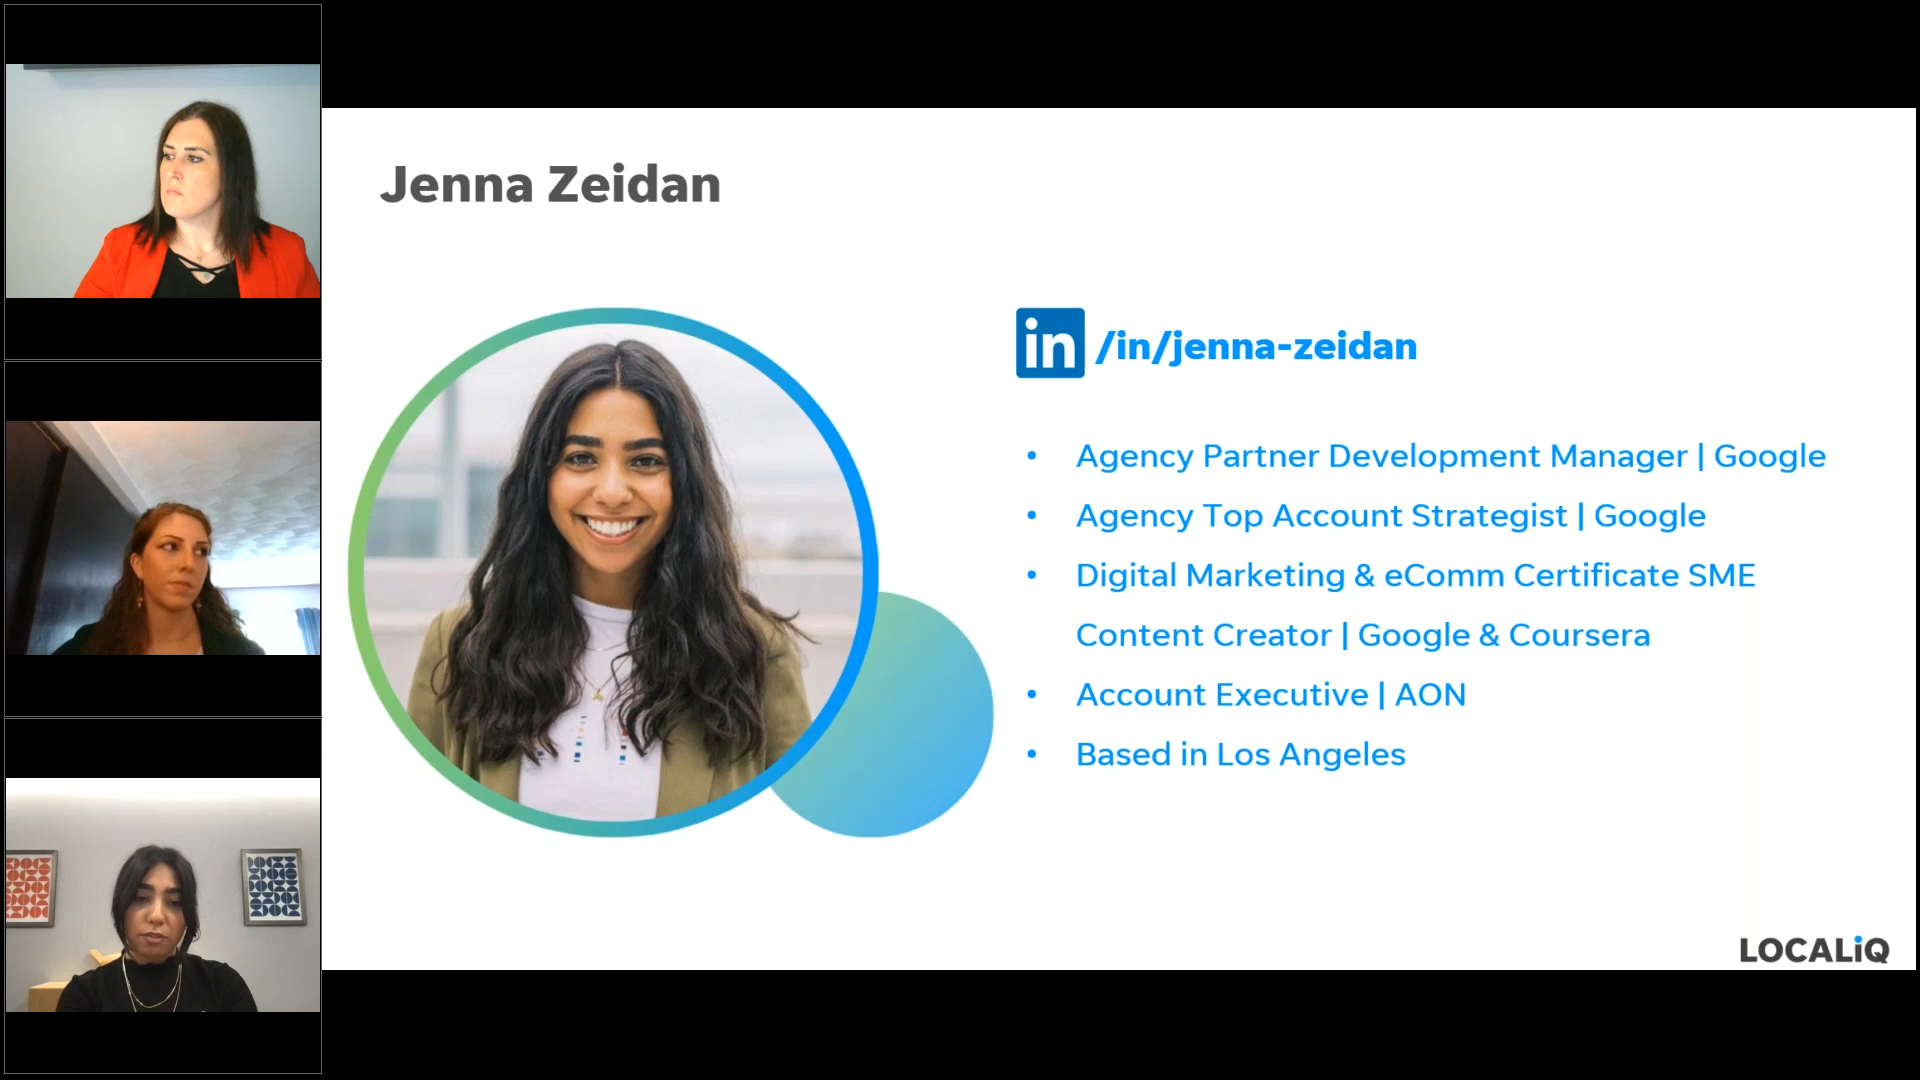 Jenna Zeidan
in /in/jenna-zeidan
• Agency Partner Development Manager | Google
• Agency Top Account Strategist | Google
• Digital Marketing & eComm Certificate SME
Content Creator | Google & Coursera
• Account Executive | AON
• Based in Los Angeles
LOCALiQ